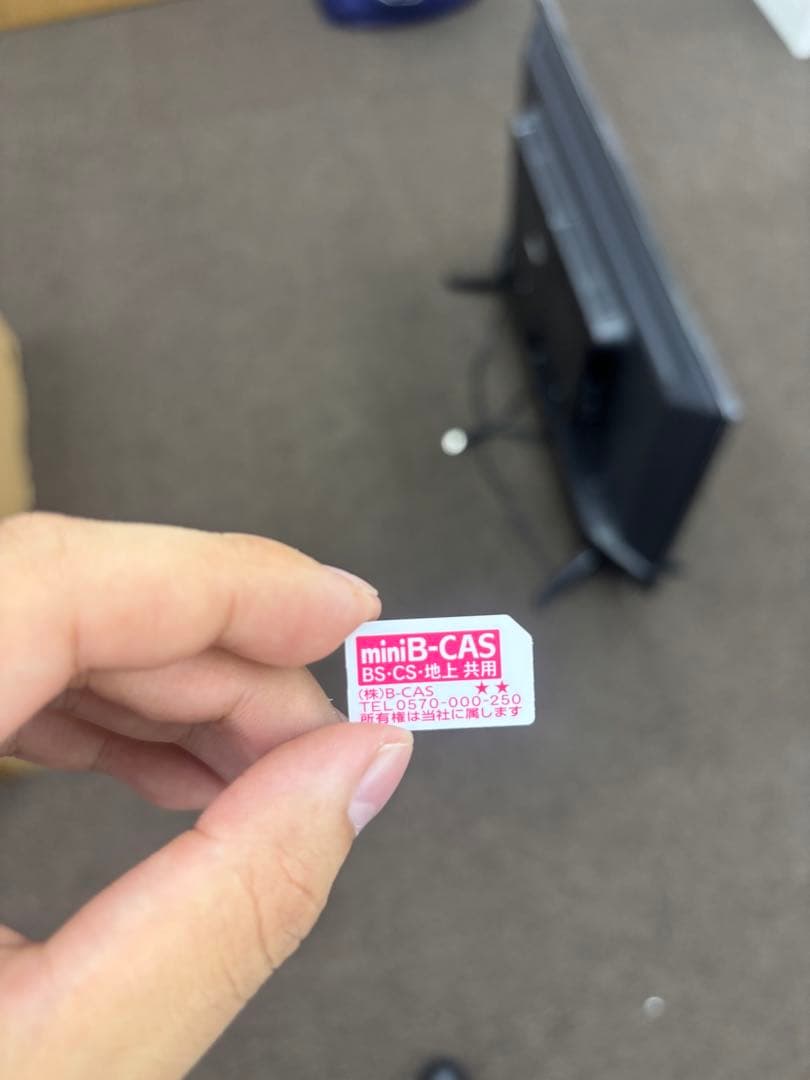 miniB-CAS
BS・CS・地上 共用
(株)B-CAS ★★
TEL0570-000-250
所有権は当社に属します